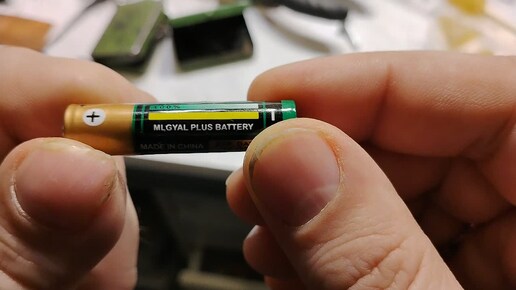 +
MLGYAL PLUS BATTERY
MADE IN CHINA